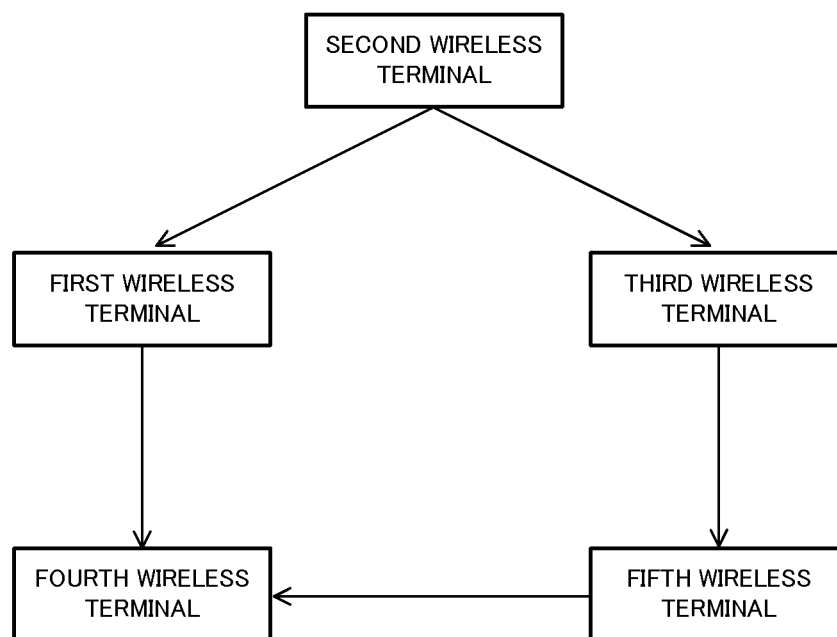 SECOND WIRELESS
TERMINAL
FIRST WIRELESS
TERMINAL
THIRD WIRELESS
TERMINAL
FOURTH WIRELESS
TERMINAL
FIFTH WIRELESS
TERMINAL